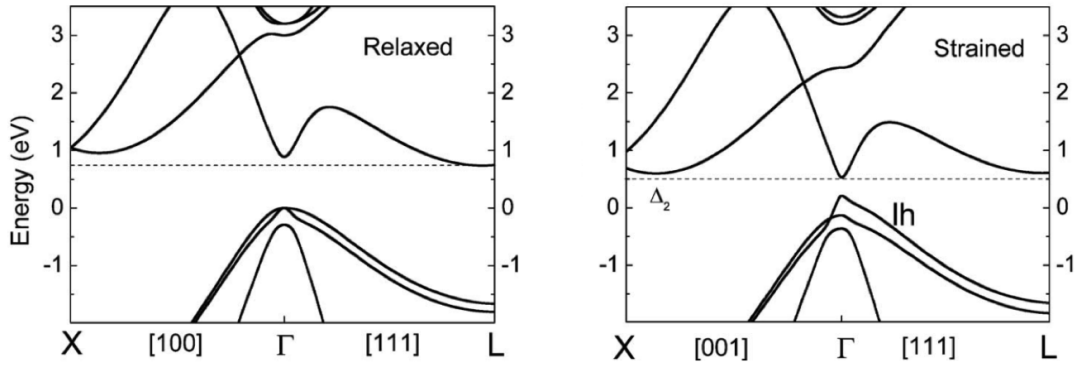 Relaxed
Energy (eV)
3
2
1
0
-1
3
2
1
0
-1
X
[100]
Γ
[111]
L
Strained
3
2
1
0
-1
3
2
1
0
-1
Δ2
lh
X
[001]
Γ
[111]
L